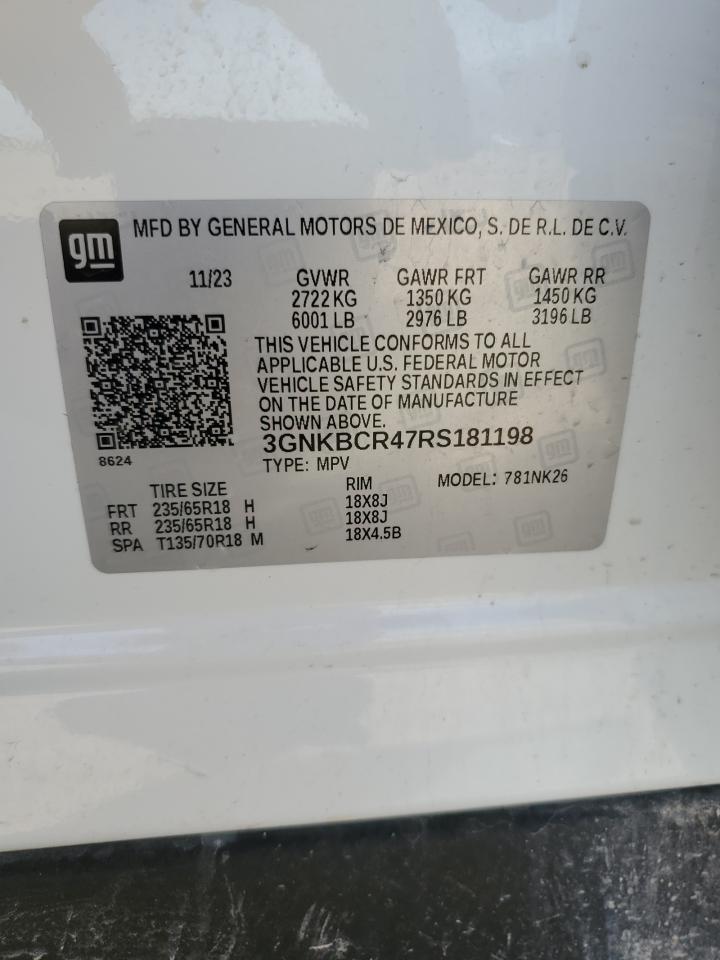 gm
MFD BY GENERAL MOTORS DE MEXICO, S. DE R.L. DE C.V.
11/23 GVWR GAWR FRT GAWR RR
2722 KG 1350 KG 1450 KG
6001 LB 2976 LB 3196 LB
THIS VEHICLE CONFORMS TO ALL
APPLICABLE U.S. FEDERAL MOTOR
VEHICLE SAFETY STANDARDS IN EFFECT
ON THE DATE OF MANUFACTURE
SHOWN ABOVE.
3GNKBCR47RS181198
8624
TYPE: MPV
TIRE SIZE RIM MODEL: 781NK26
FRT 235/65R18 H 18X8J
RR 235/65R18 H 18X8J
SPA T135/70R18 M 18X4.5B